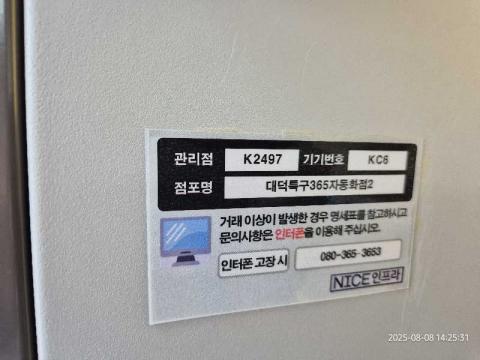 관리점 K2497 기기번호 KC6
점포명 대덕특구365자동화점2
거래 이상이 발생한 경우 명세표를 참고하시고
문의사항은 인터폰을 이용해 주십시오.
인터폰 고장 시 080-365-3653
NICE인프라
2025-08-08 14:25:31